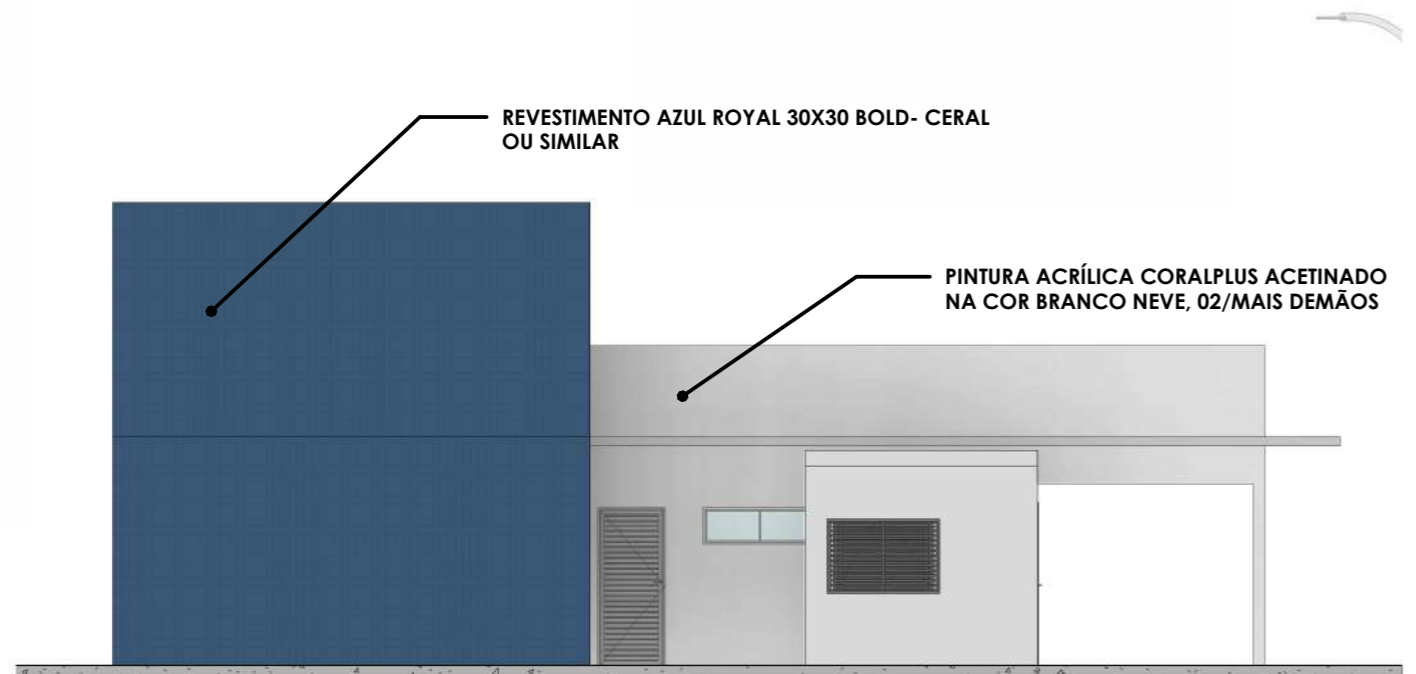 REVESTIMENTO AZUL ROYAL 30X30 BOLD- CERAL
OU SIMILAR
PINTURA ACRÍLICA CORALPLUS ACETINADO
NA COR BRANCO NEVE, 02/MAIS DEMÃOS